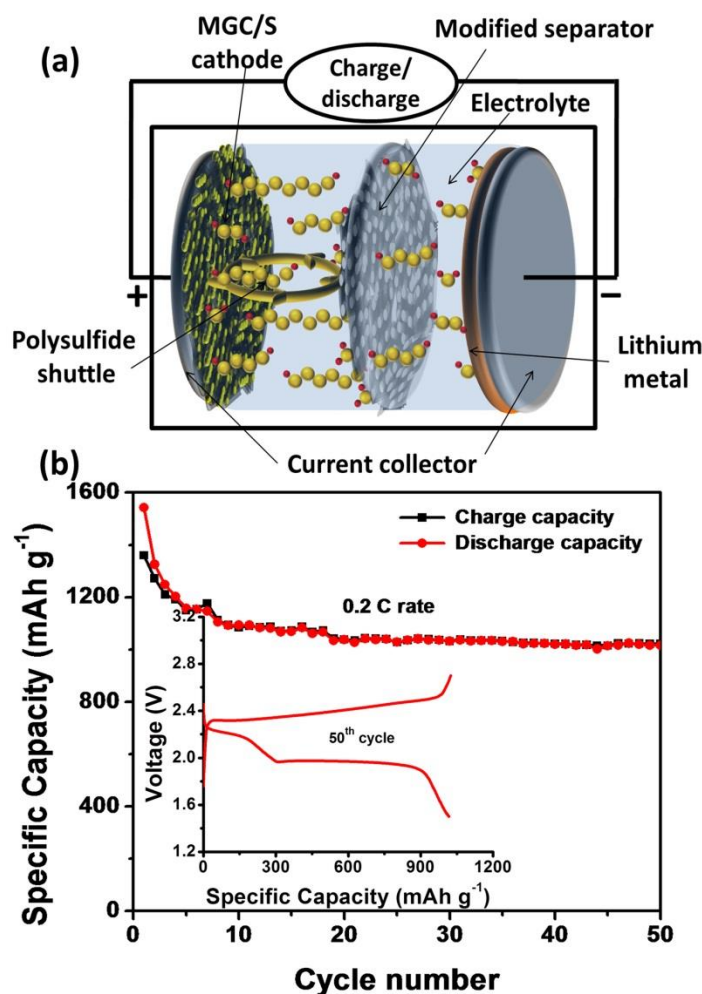 (a)
MGC/S
cathode
Modified separator
Charge/
discharge
Electrolyte
+
−
Polysulfide
shuttle
Lithium
metal
Current collector
(b)
Specific Capacity (mAh g⁻¹)
1600
1200
800
400
0
Charge capacity
Discharge capacity
0.2 C rate
Voltage (V)
3.2
2.8
2.4
2.0
1.6
1.2
50ᵗʰ cycle
0 300 600 900 1200
Specific Capacity (mAh g⁻¹)
10 20 30 40 50
Cycle number